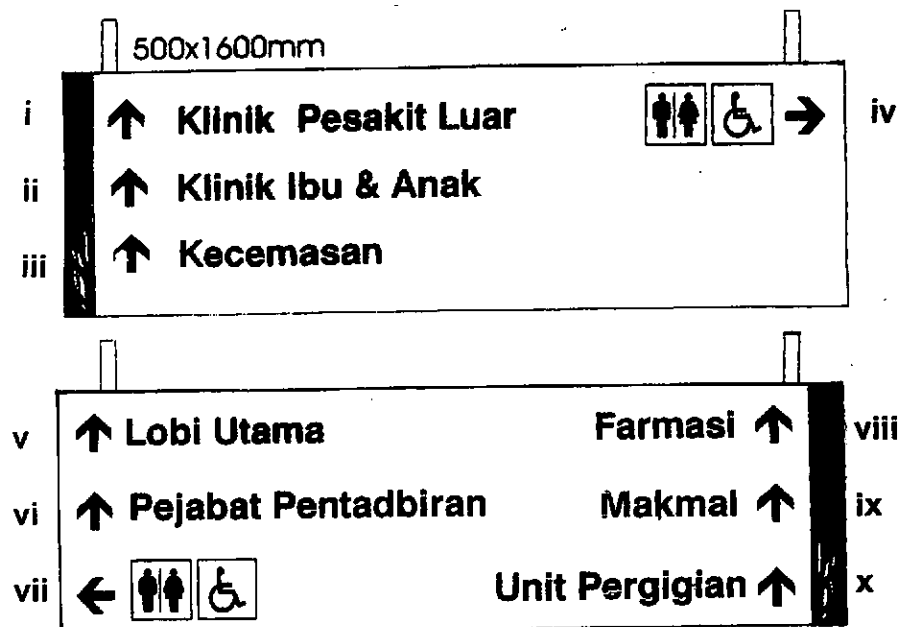 500x1600mm
i ↑ Klinik Pesakit Luar → iv
ii ↑ Klinik Ibu & Anak
iii ↑ Kecemasan
v ↑ Lobi Utama Farmasi ↑ viii
vi ↑ Pejabat Pentadbiran Makmal ↑ ix
vii ← Unit Pergigian ↑ x